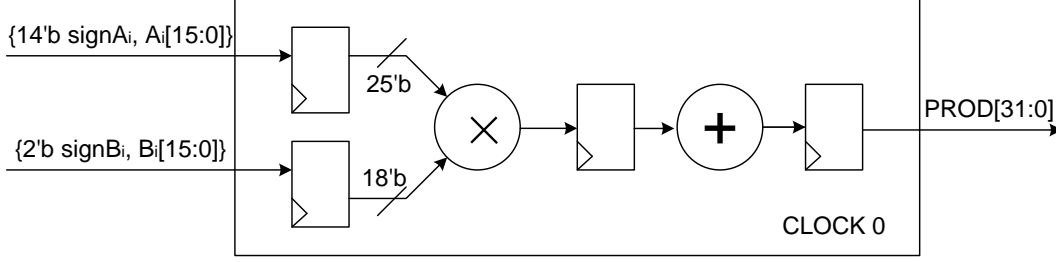 {14'b signAi, Ai[15:0]}
25'b
{2'b signBi, Bi[15:0]}
18'b
×
+
PROD[31:0]
CLOCK 0